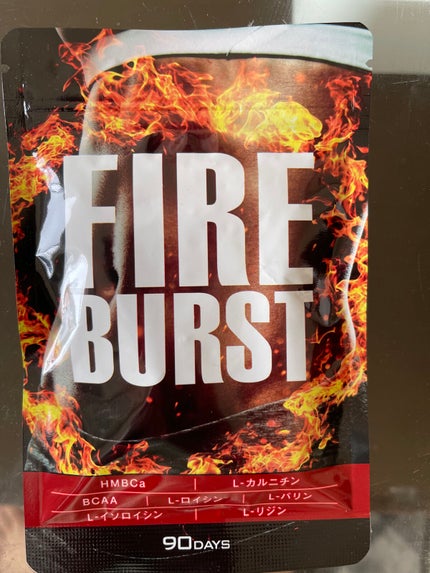 FIRE
BURST
HMBCa | L-カルニチン
BCAA | L-ロイシン | L-バリン
L-イソロイシン | L-リジン
90DAYS